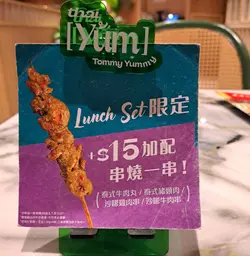 thai
[Yum]
Tommy Yummy
Lunch Set限定
+$15加配
串燒一串！
（泰式牛肉丸／泰式豬頸肉／
沙嗲雞肉串／沙嗲牛肉串）